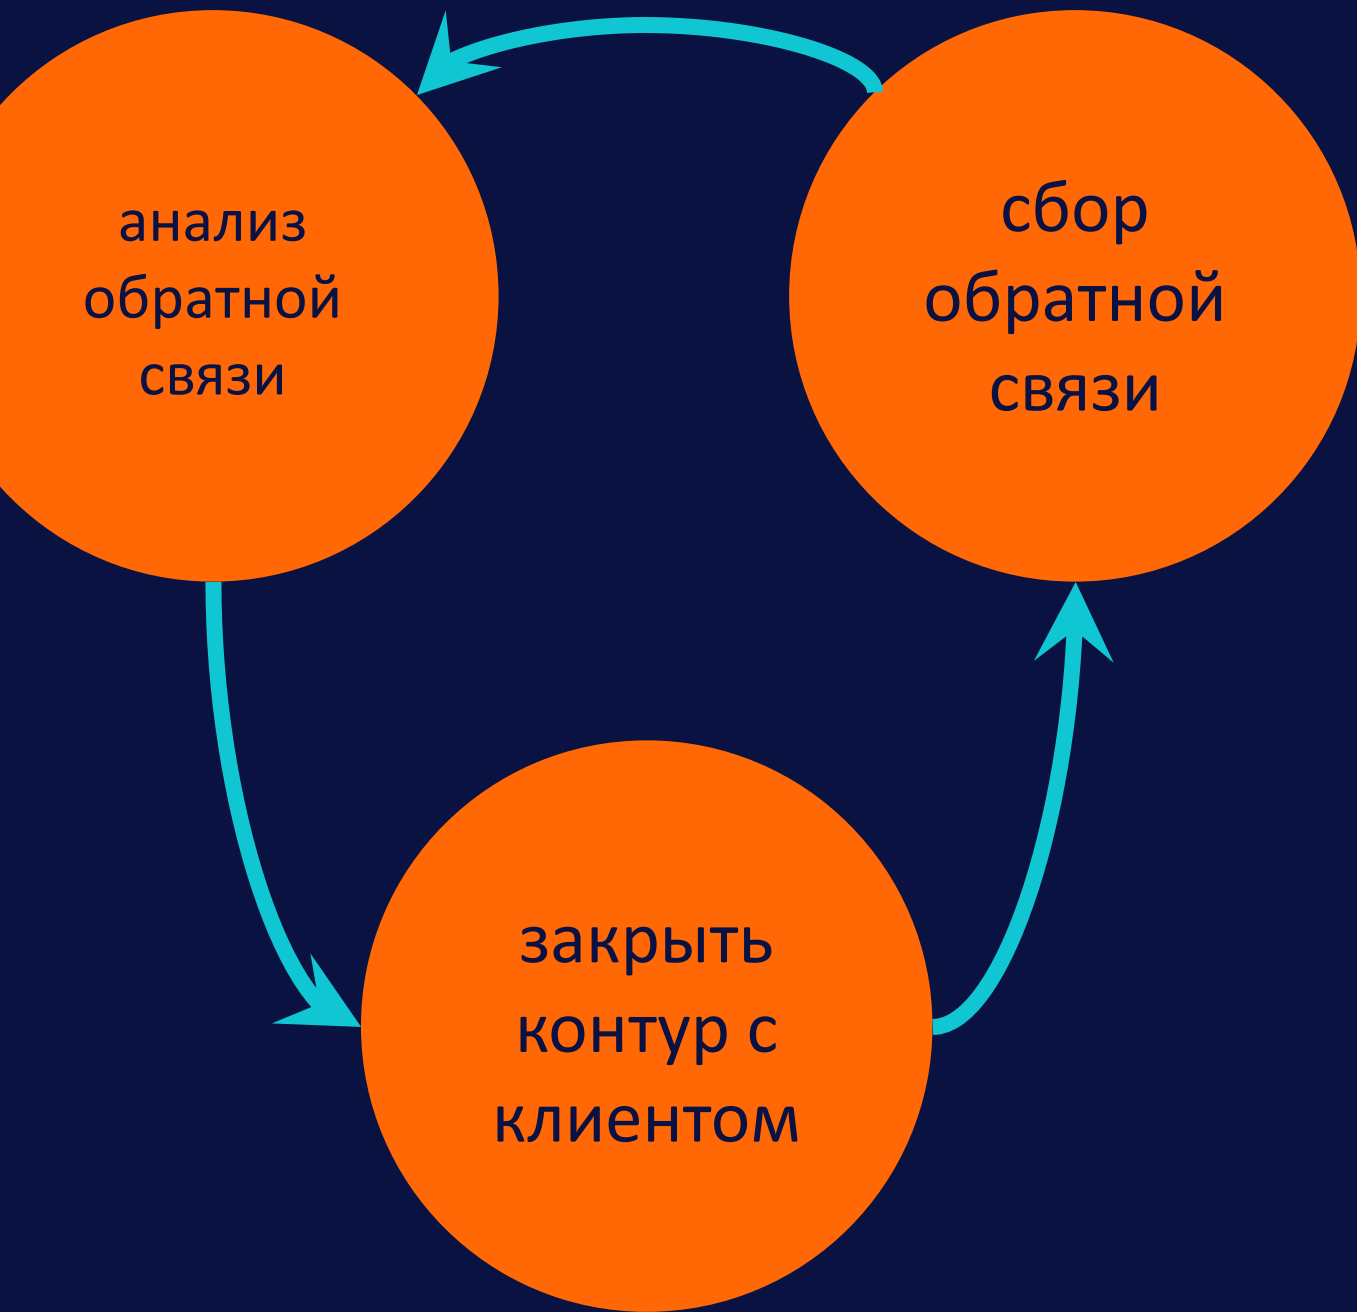 анализ
обратной
связи
сбор
обратной
связи
закрыть
контур с
клиентом